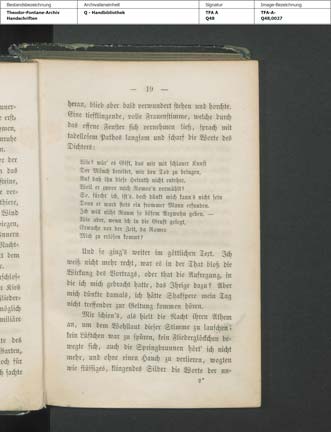 Bestandsbezeichnung Archivalieneinheit Signatur Image-Bezeichnung
Theodor-Fontane-Archiv Q - Handbibliothek TFA A TFA-A-
Handschriften Q48 Q48,0027
— 19 —
heran, blieb aber bald verwundert stehen und horchte.
Eine tiefklingende, volle Frauenstimme, welche durch
das offene Fenster sich vernehmen ließ, sprach mit
tadellosem Pathos langsam und scharf die Worte des
Dichters:
Wie? wär' es Gift, das mir mit schlauer Kunst
Der Mönch bereitet, mir den Tod zu bringen,
Auf daß ihn diese Heirath nicht entehre,
Weil er zuvor mich Romeo'n vermählt?
So, fürcht' ich, ist's, doch dünkt mich kann's nicht sein
Denn er ward stets ein frommer Mann erfunden.
Ich will nicht Raum so bösem Argwohn geben. —
Wie aber, wenn ich in die Gruft gelegt,
Erwache vor der Zeit, da Romeo
Mich zu erlösen kommt?
Und so ging's weiter im göttlichen Text. Ich
weiß nicht mehr recht, war es in der That bloß die
Wirkung des Vortrags, oder that die Aufregung, in
die ich mich gebracht hatte, das Ihrige dazu? Aber
mich dünkte damals, ich hätte Shakspere mein Tag
nicht treffender zur Geltung kommen hören.
Mir schien's, als hielt die Nacht ihren Athem
an, um dem Wohllaut dieser Stimme zu lauschen;
kein Lüftchen war zu spüren, kein Fliederglöckchen be-
wegte sich, auch die Springbrunnen hört' ich nicht
mehr, und ohne einen Hauch zu verlieren, wogten
wie flüssiges, klingendes Silber die Worte der un-
2*